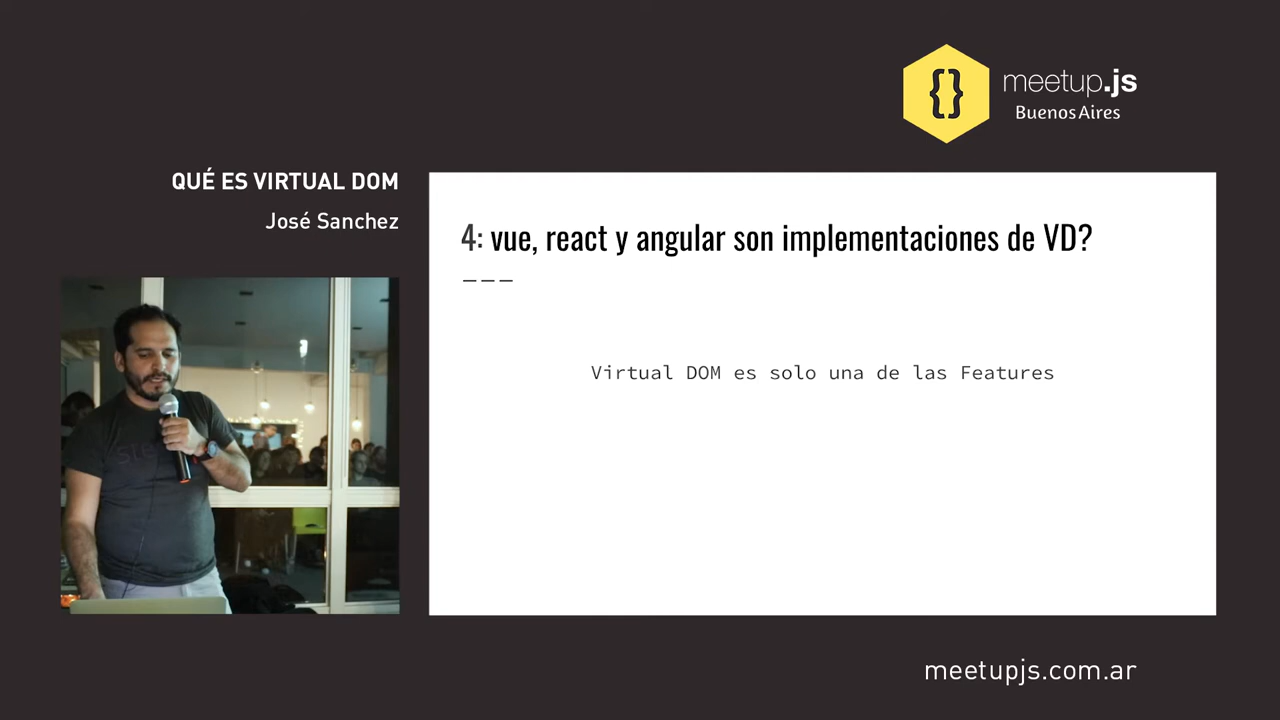 {}
meetup.js
Buenos Aires
QUÉ ES VIRTUAL DOM
José Sanchez
4: vue, react y angular son implementaciones de VD?
---
Virtual DOM es solo una de las Features
meetupjs.com.ar